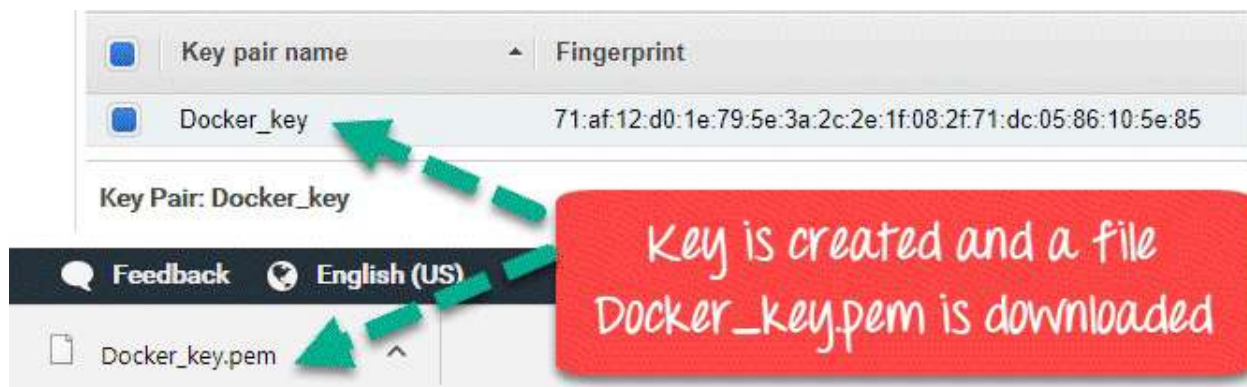 Key pair name Fingerprint
Docker_key 71:af:12:d0:1e:79:5e:3a:2c:2e:1f:08:2f:71:dc:05:86:10:5e:85
Key Pair: Docker_key
Feedback English (US)
Docker_key.pem
Key is created and a file
Docker_key.pem is downloaded